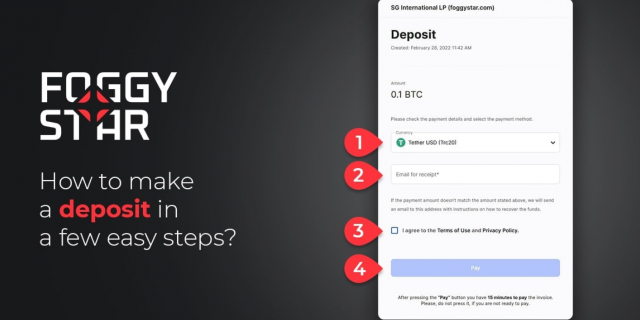 FOGGY
STAR
How to make
a deposit in
a few easy steps?
SG International LP (foggystar.com)
Deposit
Created: February 28, 2022 11:42 AM
Amount
0.1 BTC
Please check the payment details and select the payment method.
1
Currency
Tether USD (Trc20)
2
Email for receipt*
If the payment amount doesn't match the amount stated above, we will send
an email to this address with instructions on how to recover the funds.
3
I agree to the Terms of Use and Privacy Policy.
4
Pay
After pressing the "Pay" button you have 15 minutes to pay the invoice.
Please, do not press it, if you are not ready to pay.